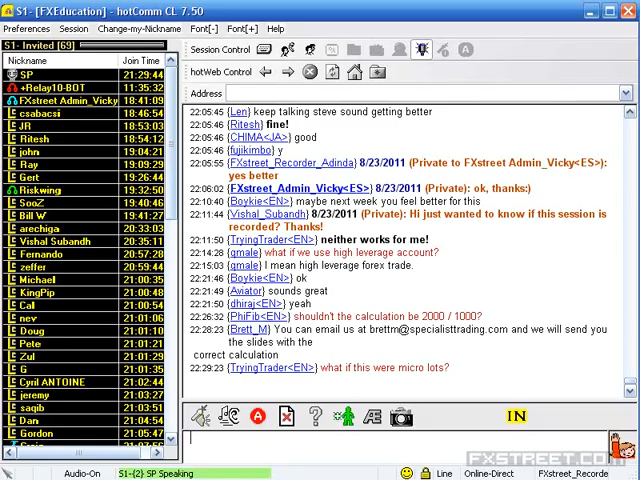 S1- [FXEducation] - hotComm CL 7.50
Preferences Session Change-my-Nickname Font[-] Font[+] Help
S1- Invited [69]
Nickname Join Time
SP 21:29:44
+Relay10-BOT 11:35:32
FXstreet Admin_Vicky 18:41:09
csabacsi 18:46:54
JR 18:53:03
Ritesh 18:54:12
john 19:04:21
Ray 19:09:29
Gert 19:26:44
Riskwing 19:32:50
SooZ 19:40:46
Bill W 19:41:27
arechiga 20:33:03
Vishal Subandh 20:35:11
Fernando 20:57:28
zeffer 20:59:44
Michael 21:00:35
KingPip 21:00:48
Cal 21:00:54
nev 21:01:06
Doug 21:01:10
Pete 21:01:21
Zul 21:01:29
G 21:01:35
Cyril ANTOINE 21:02:44
jeremy 21:03:27
saqib 21:03:51
Dan 21:04:54
Gordon 21:05:47
Session Control
hotWeb Control
Address
22:05:45 {Len} keep talking steve sound getting better
22:05:46 {Ritesh} fine!
22:05:46 {CHIMA<JA>} good
22:05:46 {fujikimbo} y
22:05:55 {FXstreet_Recorder_Adinda} 8/23/2011 (Private to FXstreet Admin_Vicky):
yes better
22:06:02 {FXstreet_Admin_Vicky<ES>} 8/23/2011 (Private): ok, thanks:)
22:10:40 {Boykie<EN>} maybe next week you feel better for this
22:11:44 {Vishal_Subandh} 8/23/2011 (Private): Hi just wanted to know if this session is
recorded? Thanks!
22:11:50 {TryingTrader<EN>} neither works for me!
22:14:28 {gmale} what if we use high leverage account?
22:15:03 {gmale} I mean high leverage forex trade.
22:21:46 {Boykie<EN>} ok
22:21:49 {Aviator} sounds great
22:21:50 {dhiraj<EN>} yeah
22:26:32 {PhiFib<EN>} shouldn't the calculation be 2000 / 1000?
22:28:23 {Brett_M} You can email us at brettm@specialisttrading.com and we will send you
the slides with the
correct calculation
22:29:23 {TryingTrader<EN>} what if this were micro lots?
IN
FXSTREET.COM
Audio-On S1-{2} SP Speaking Line Online-Direct FXstreet_Recorde